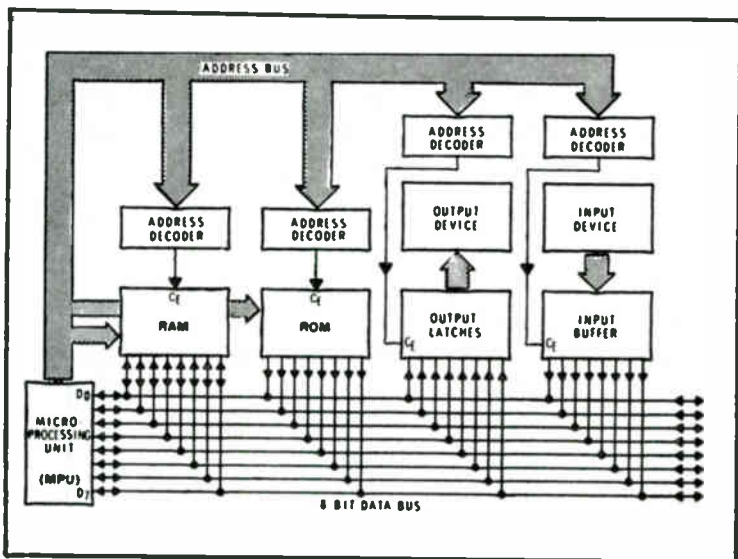 ADDRESS BUS
ADDRESS
DECODER
ADDRESS
DECODER
ADDRESS
DECODER
ADDRESS
DECODER
OUTPUT
DEVICE
INPUT
DEVICE
CE
RAM
CE
ROM
CE
OUTPUT
LATCHES
CE
INPUT
BUFFER
D0
MICRO
PROCESSING
UNIT
(MPU)
D7
8 BIT DATA BUS